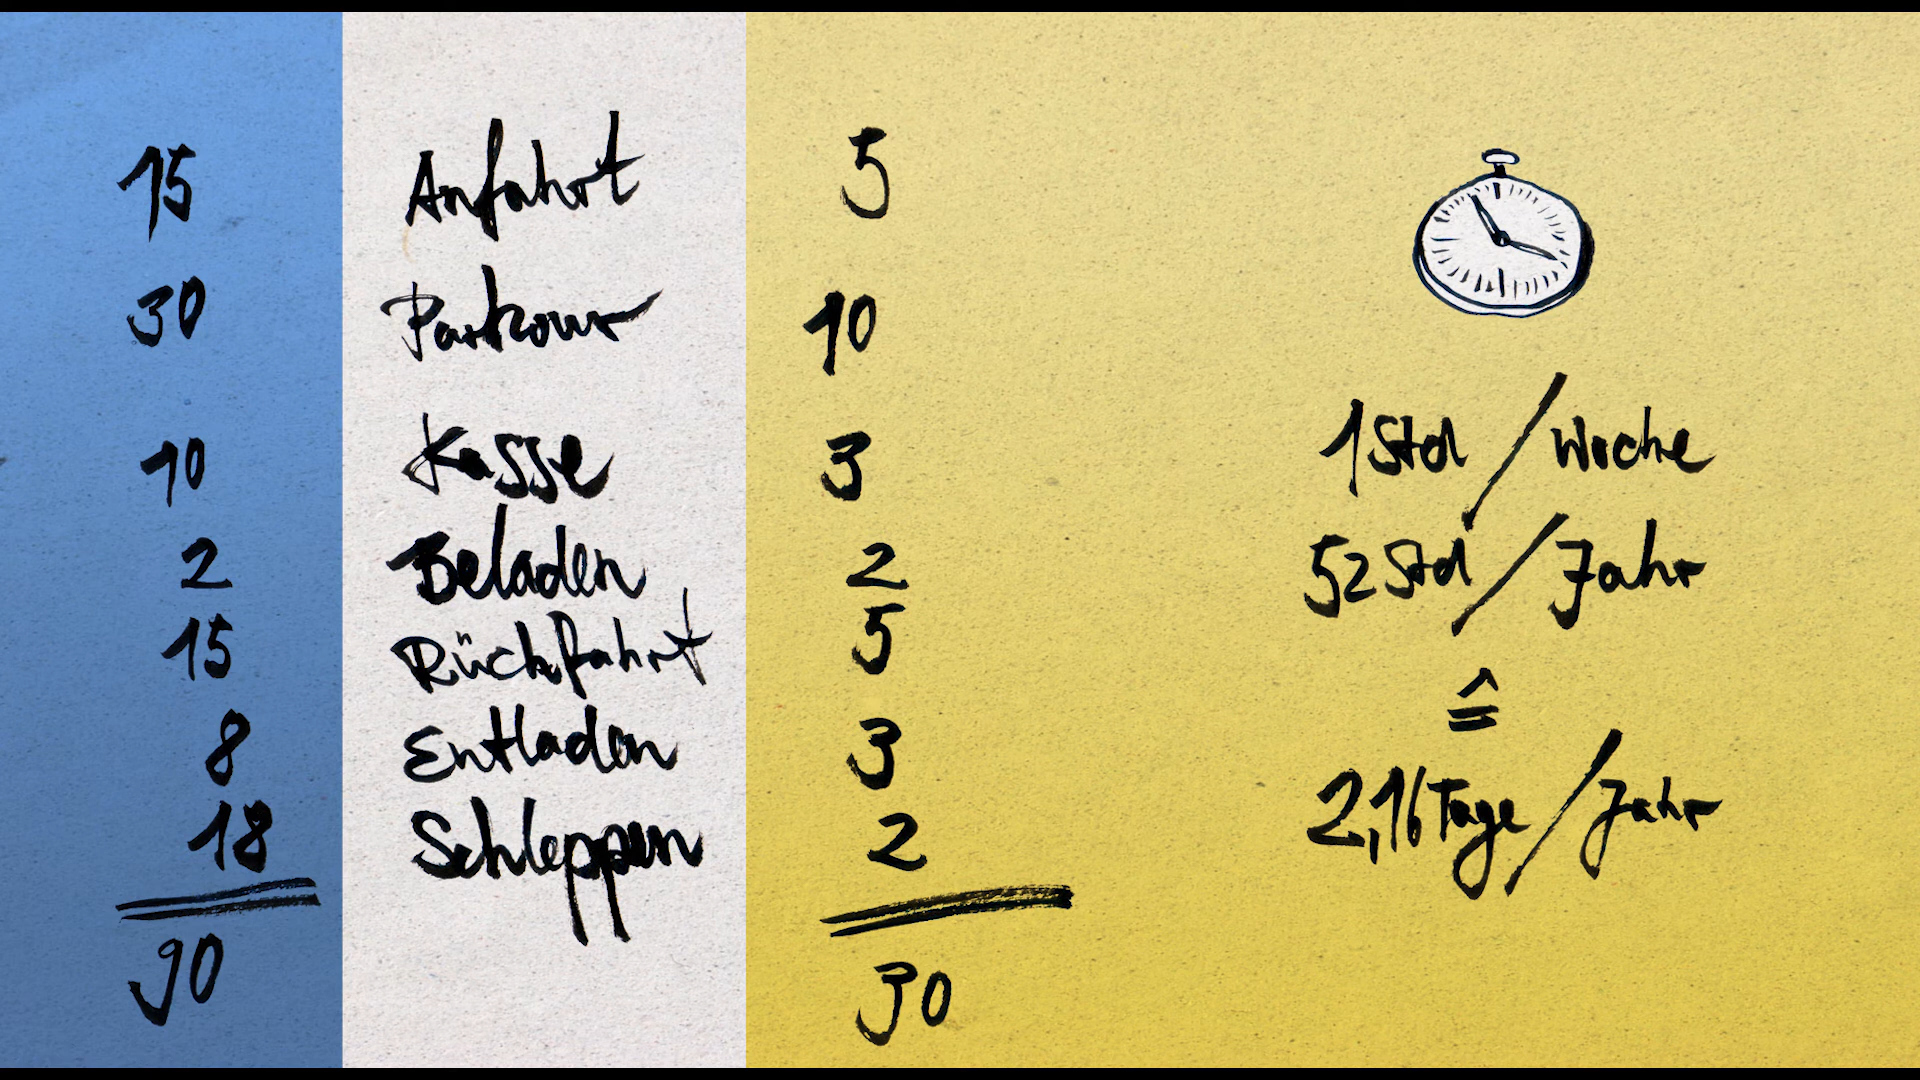 15 Anfahrt 5
30 Parkour 10
10 Kasse 3
2 Beladen 2
15 Rückfahrt 5
8 Entladen 3
18 Schleppen 2
90 30
1 Std / Woche
52 Std / Jahr
≙
2,16 Tage / Jahr